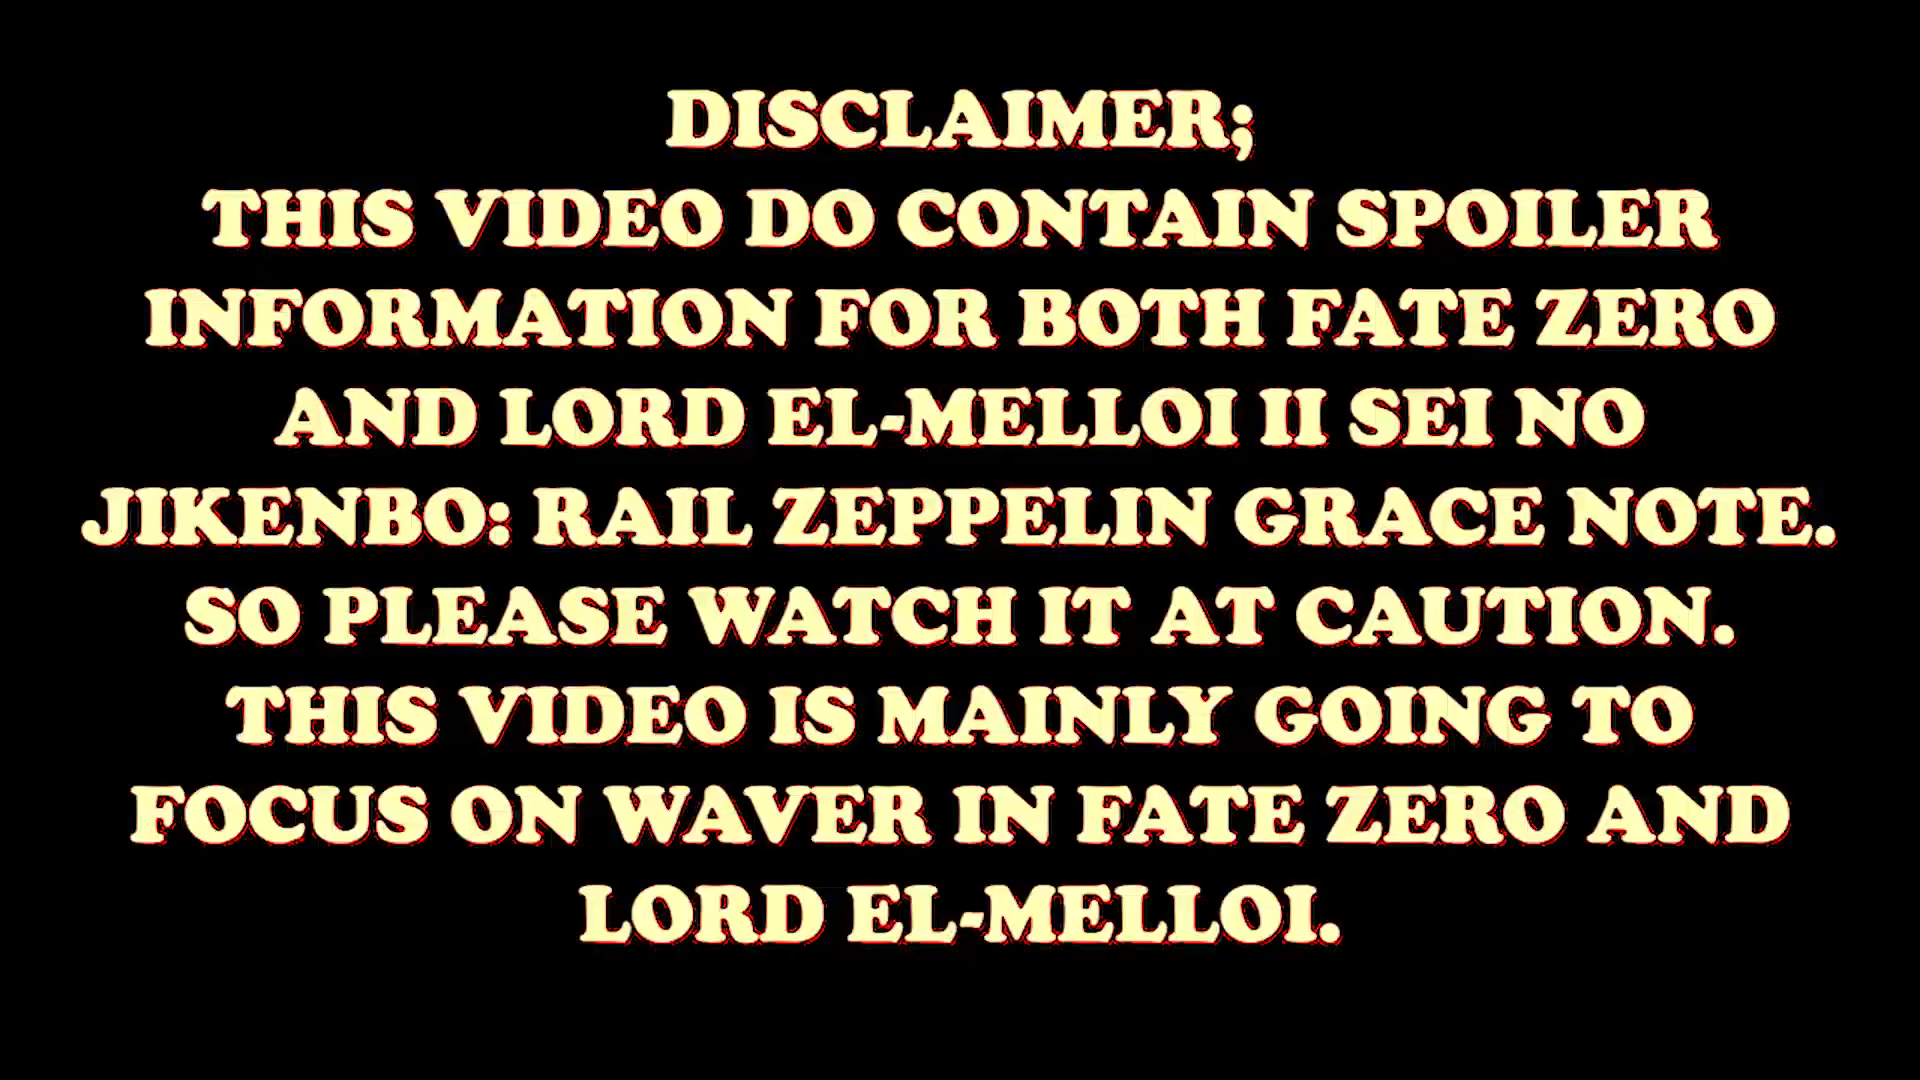 DISCLAIMER;
THIS VIDEO DO CONTAIN SPOILER
INFORMATION FOR BOTH FATE ZERO
AND LORD EL-MELLOI II SEI NO
JIKENBO: RAIL ZEPPELIN GRACE NOTE.
SO PLEASE WATCH IT AT CAUTION.
THIS VIDEO IS MAINLY GOING TO
FOCUS ON WAVER IN FATE ZERO AND
LORD EL-MELLOI.